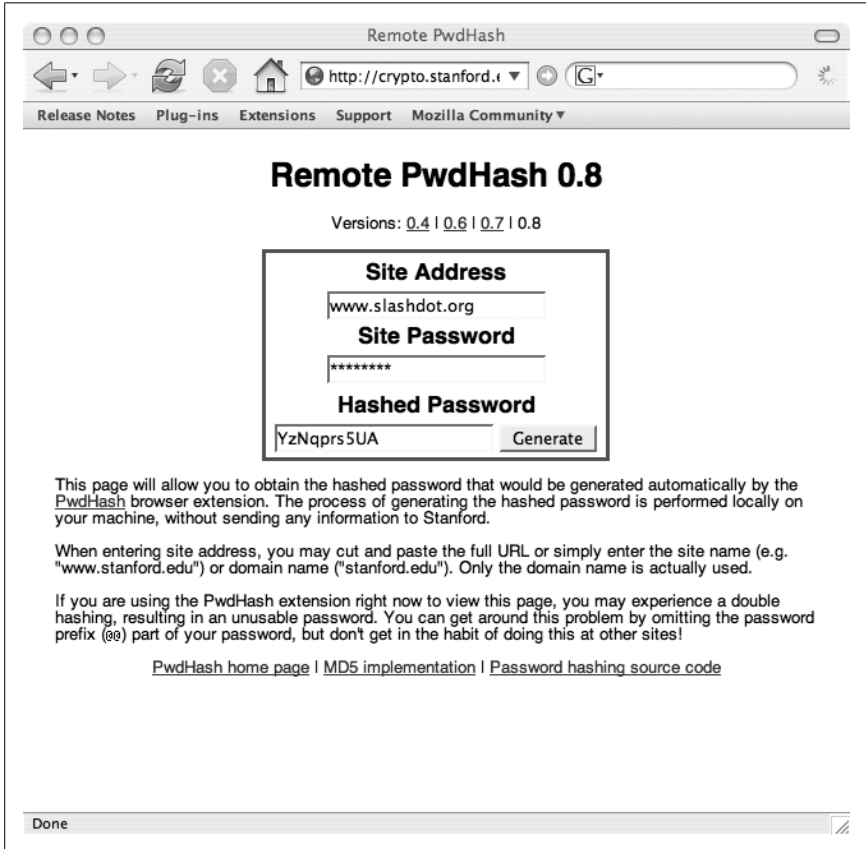 Remote PwdHash
http://crypto.stanford.e
G
Release Notes Plug-ins Extensions Support Mozilla Community
Remote PwdHash 0.8
Versions: 0.4 | 0.6 | 0.7 | 0.8
Site Address
www.slashdot.org
Site Password
********
Hashed Password
YzNqprs5UA Generate
This page will allow you to obtain the hashed password that would be generated automatically by the
PwdHash browser extension. The process of generating the hashed password is performed locally on
your machine, without sending any information to Stanford.
When entering site address, you may cut and paste the full URL or simply enter the site name (e.g.
"www.stanford.edu") or domain name ("stanford.edu"). Only the domain name is actually used.
If you are using the PwdHash extension right now to view this page, you may experience a double
hashing, resulting in an unusable password. You can get around this problem by omitting the password
prefix (@@) part of your password, but don't get in the habit of doing this at other sites!
PwdHash home page | MD5 implementation | Password hashing source code
Done